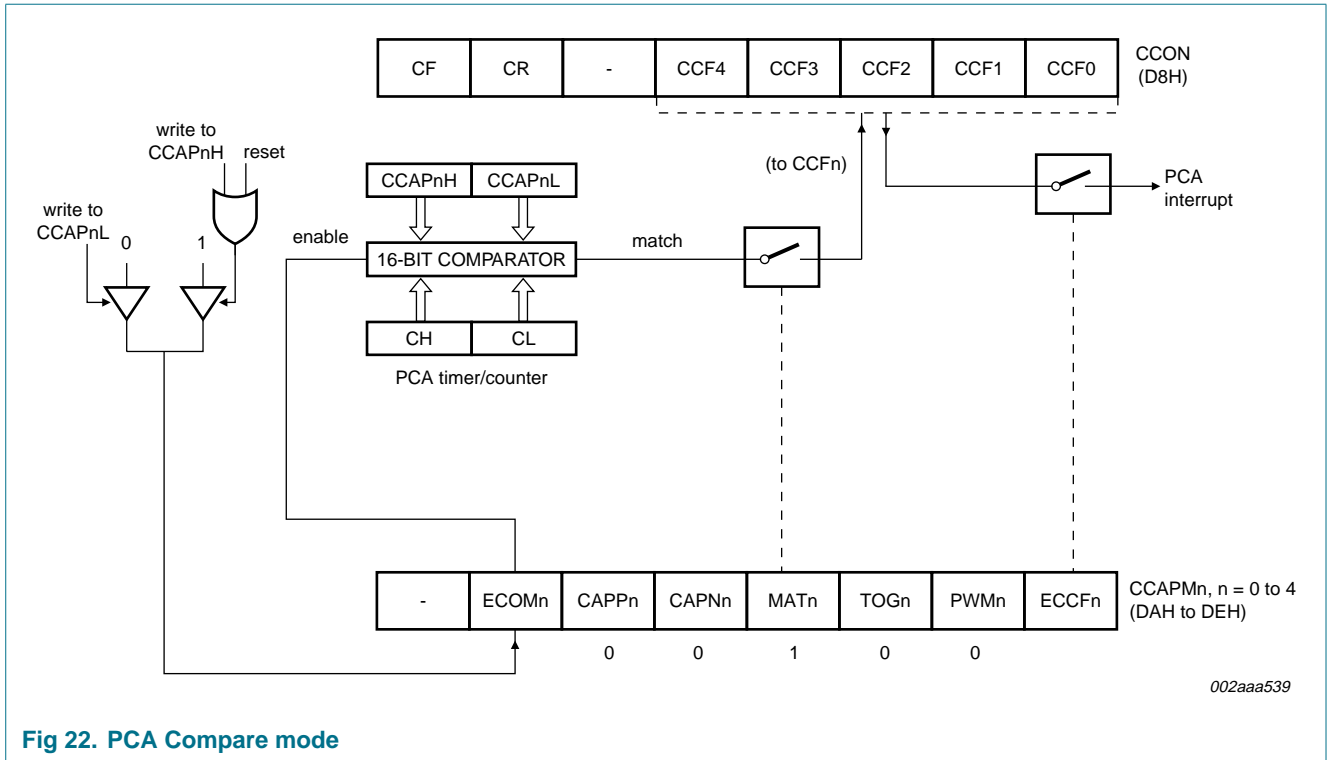 CF CR - CCF4 CCF3 CCF2 CCF1 CCF0
CCON
(D8H)
write to
CCAPnH reset
write to
CCAPnL
0 1
enable
CCAPnH CCAPnL
16-BIT COMPARATOR
CH CL
PCA timer/counter
match
(to CCFn)
PCA
interrupt
- ECOMn CAPPn CAPNn MATn TOGn PWMn ECCFn
CCAPMn, n = 0 to 4
(DAH to DEH)
0 0 1 0 0
002aaa539
Fig 22. PCA Compare mode